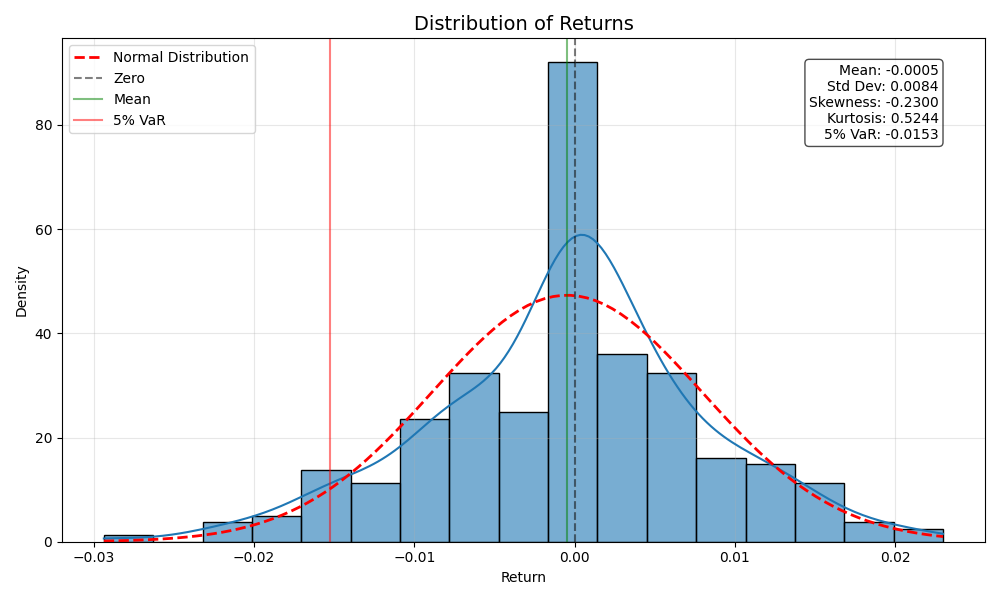 Distribution of Returns
Normal Distribution
Zero
Mean
5% VaR
Mean: -0.0005
Std Dev: 0.0084
Skewness: -0.2300
Kurtosis: 0.5244
5% VaR: -0.0153
Density
80
60
40
20
0
−0.03
−0.02
−0.01
0.00
0.01
0.02
Return